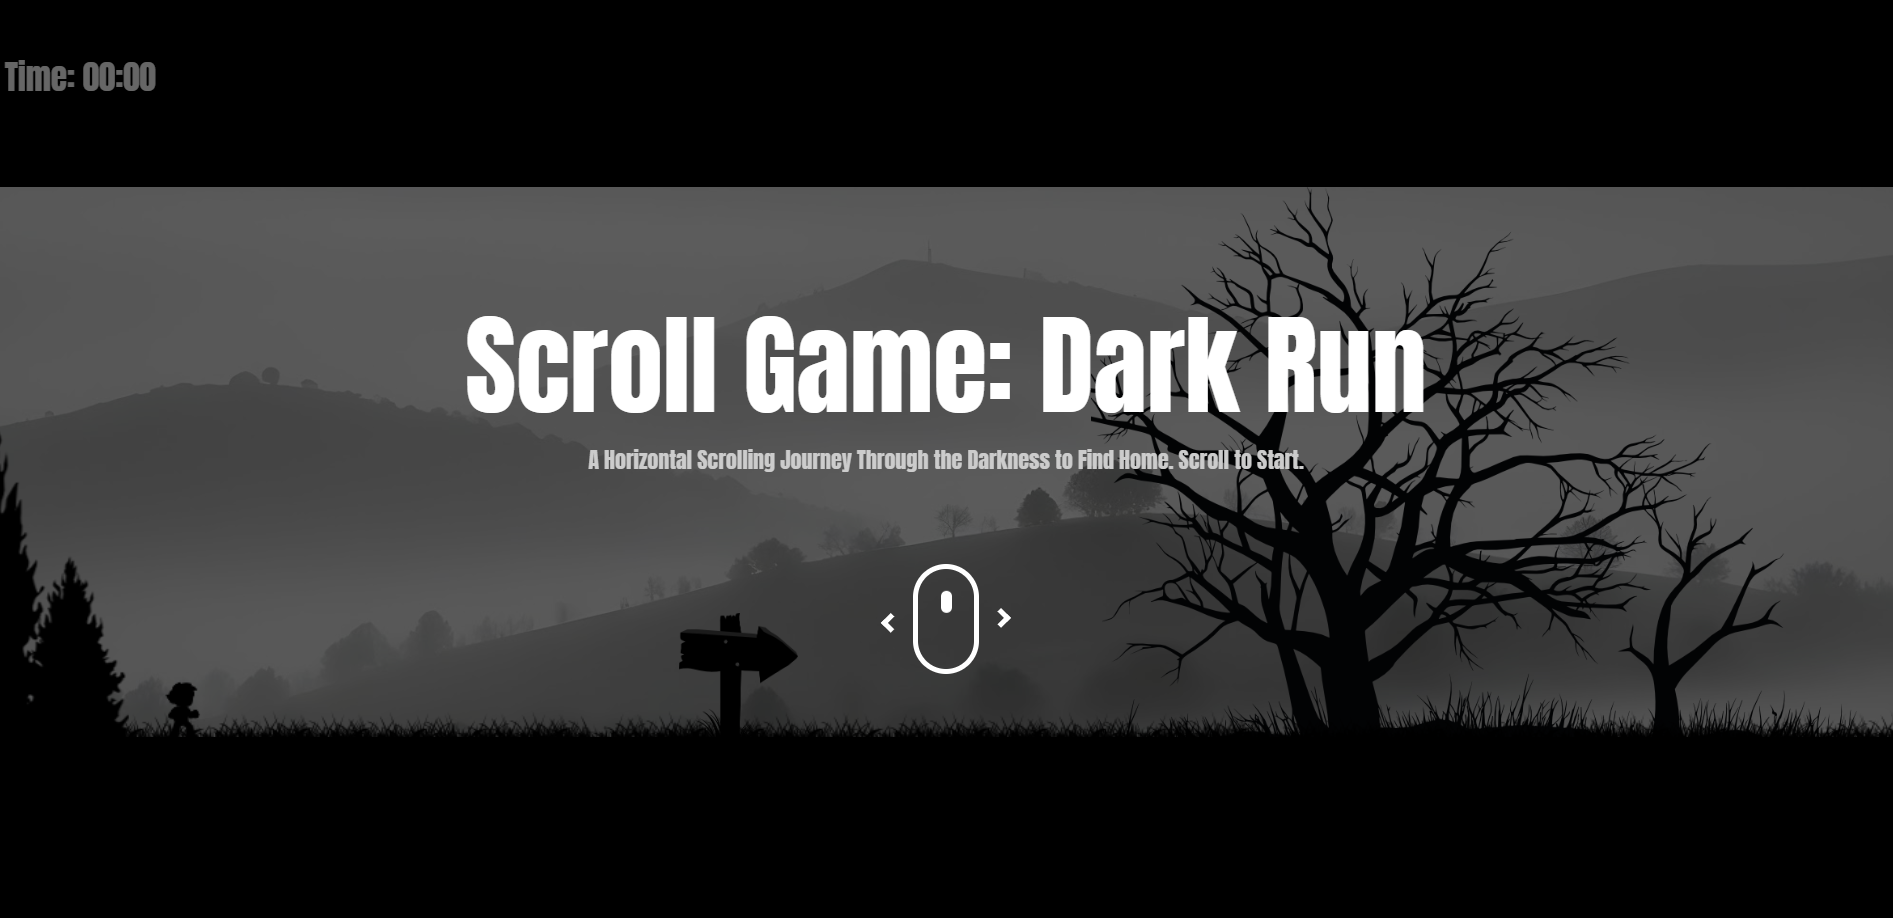 Time: 00:00
Scroll Game: Dark Run
A Horizontal Scrolling Journey Through the Darkness to Find Home. Scroll to Start.